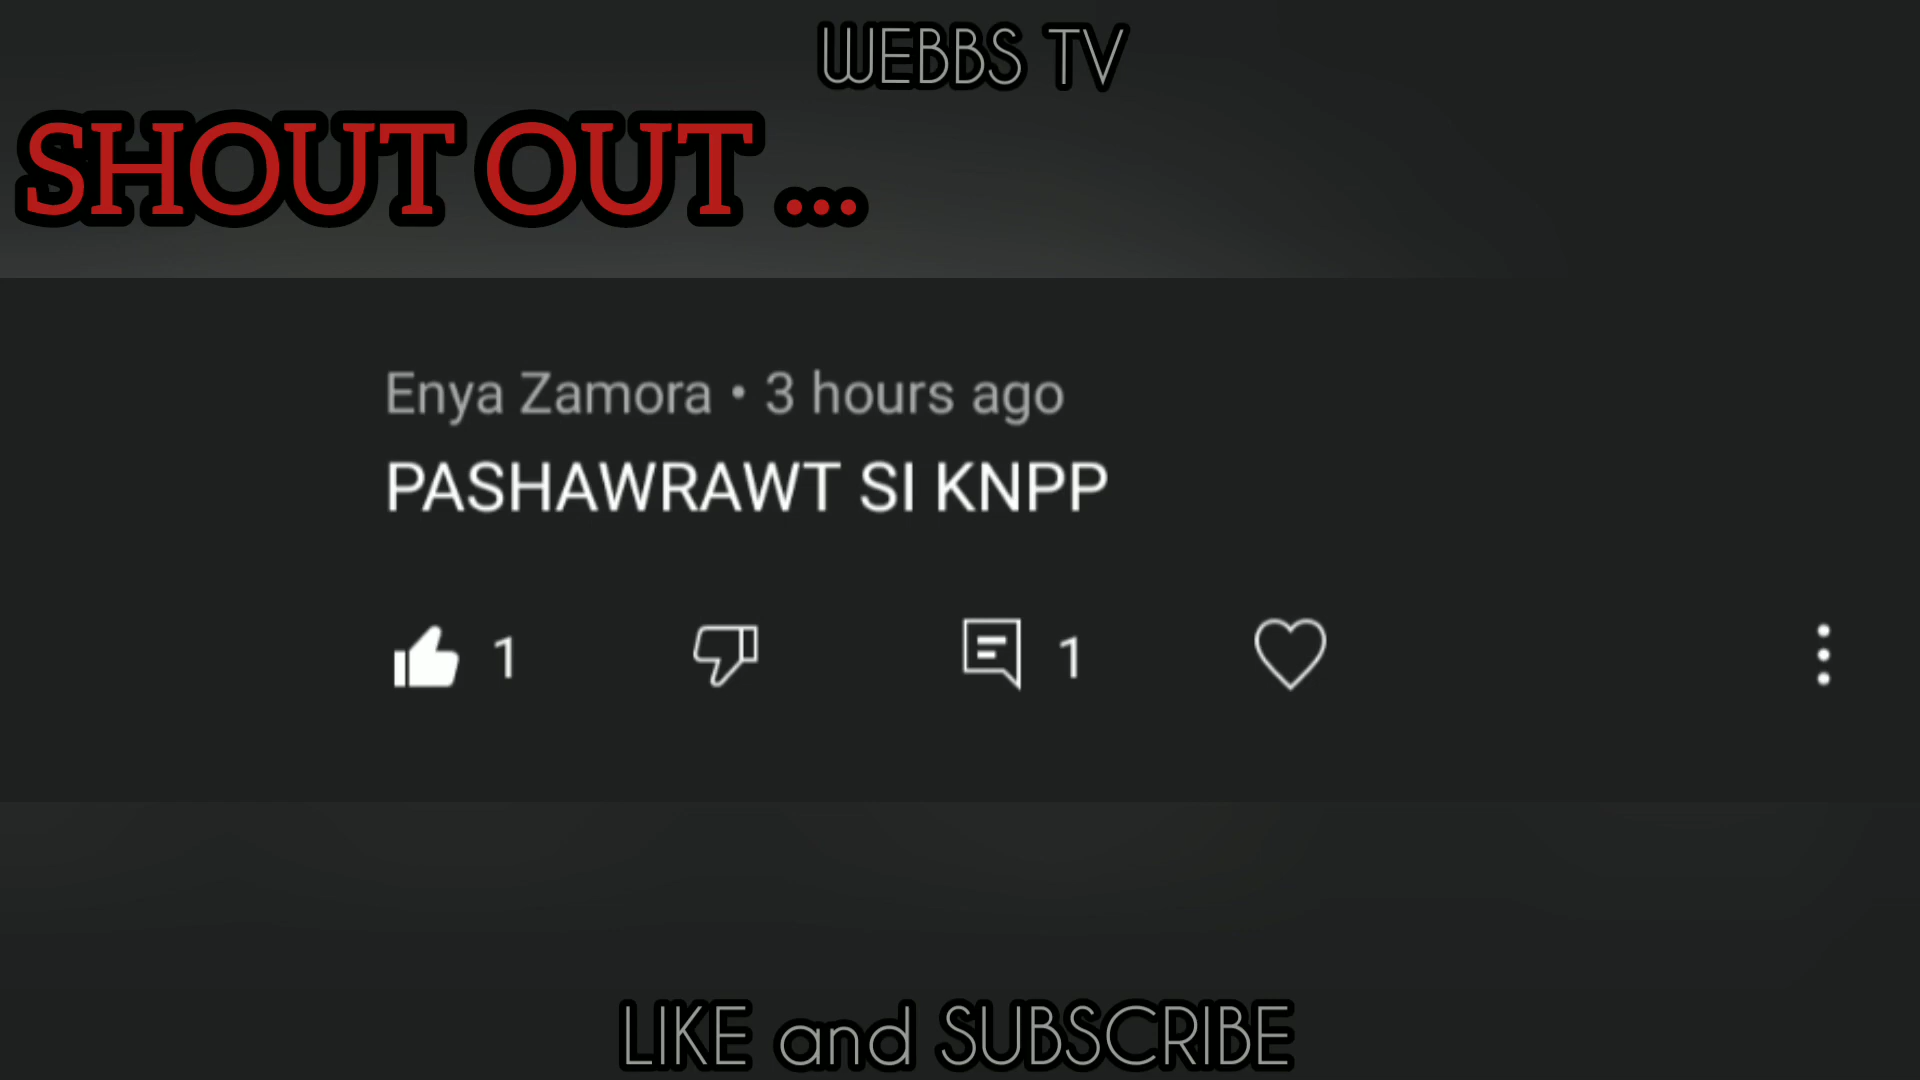 WEBBS TV
SHOUT OUT ...
Enya Zamora • 3 hours ago
PASHAWRAWT SI KNPP
1 1
LIKE and SUBSCRIBE